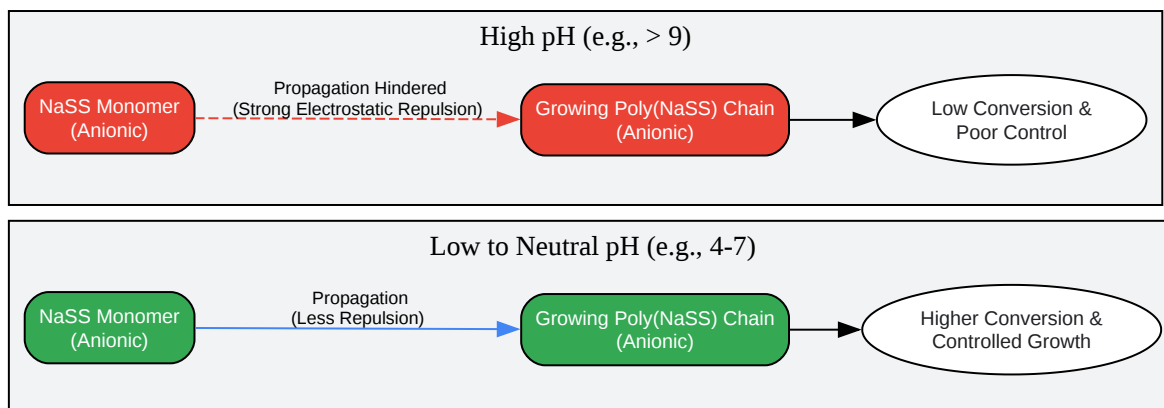 High pH (e.g., > 9)
NaSS Monomer
(Anionic)
Propagation Hindered
(Strong Electrostatic Repulsion)
Growing Poly(NaSS) Chain
(Anionic)
Low Conversion &
Poor Control
Low to Neutral pH (e.g., 4-7)
NaSS Monomer
(Anionic)
Propagation
(Less Repulsion)
Growing Poly(NaSS) Chain
(Anionic)
Higher Conversion &
Controlled Growth